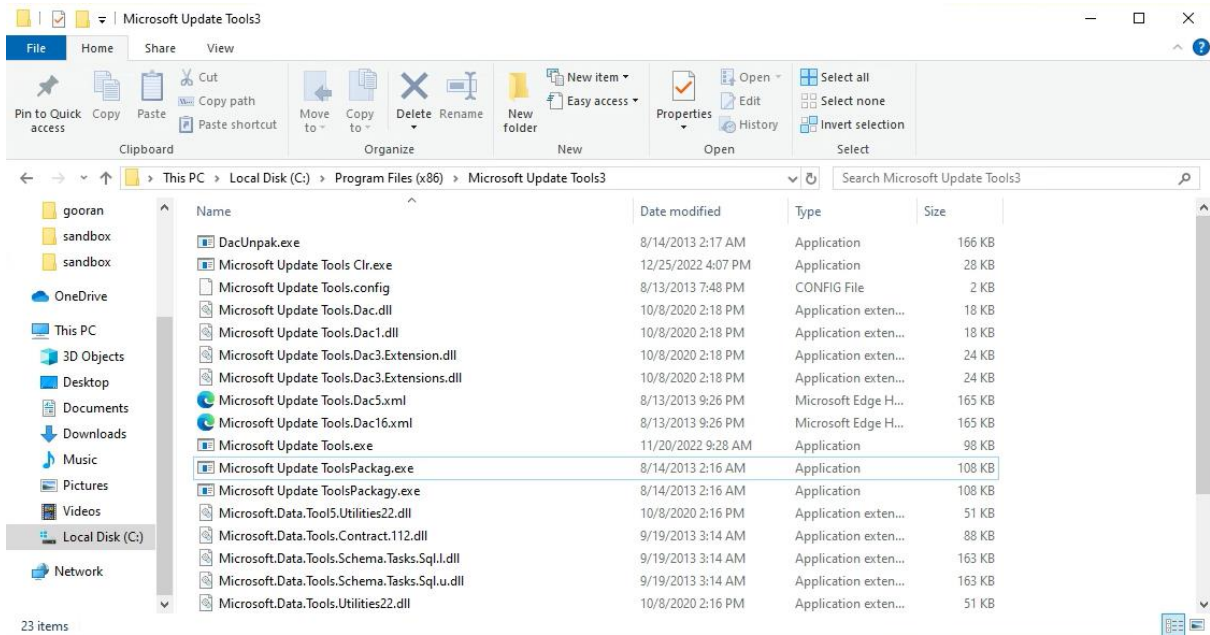 Microsoft Update Tools3
File Home Share View
Pin to Quick access
Copy
Paste
Cut
Copy path
Paste shortcut
Clipboard
Move to
Copy to
Delete
Rename
Organize
New folder
New item
Easy access
New
Properties
Open
Edit
History
Open
Select all
Select none
Invert selection
Select
This PC > Local Disk (C:) > Program Files (x86) > Microsoft Update Tools3
Search Microsoft Update Tools3
gooran
sandbox
sandbox
OneDrive
This PC
3D Objects
Desktop
Documents
Downloads
Music
Pictures
Videos
Local Disk (C:)
Network
Name Date modified Type Size
DacUnpak.exe 8/14/2013 2:17 AM Application 166 KB
Microsoft Update Tools Clr.exe 12/25/2022 4:07 PM Application 28 KB
Microsoft Update Tools.config 8/13/2013 7:48 PM CONFIG File 2 KB
Microsoft Update Tools.Dac.dll 10/8/2020 2:18 PM Application exten... 18 KB
Microsoft Update Tools.Dac1.dll 10/8/2020 2:18 PM Application exten... 18 KB
Microsoft Update Tools.Dac3.Extension.dll 10/8/2020 2:18 PM Application exten... 24 KB
Microsoft Update Tools.Dac3.Extensions.dll 10/8/2020 2:18 PM Application exten... 24 KB
Microsoft Update Tools.Dac5.xml 8/13/2013 9:26 PM Microsoft Edge H... 165 KB
Microsoft Update Tools.Dac16.xml 8/13/2013 9:26 PM Microsoft Edge H... 165 KB
Microsoft Update Tools.exe 11/20/2022 9:28 AM Application 98 KB
Microsoft Update ToolsPackag.exe 8/14/2013 2:16 AM Application 108 KB
Microsoft Update ToolsPackagy.exe 8/14/2013 2:16 AM Application 108 KB
Microsoft.Data.Tool5.Utilities22.dll 10/8/2020 2:16 PM Application exten... 51 KB
Microsoft.Data.Tools.Contract.112.dll 9/19/2013 3:14 AM Application exten... 88 KB
Microsoft.Data.Tools.Schema.Tasks.Sql.l.dll 9/19/2013 3:14 AM Application exten... 163 KB
Microsoft.Data.Tools.Schema.Tasks.Sql.u.dll 9/19/2013 3:14 AM Application exten... 163 KB
Microsoft.Data.Tools.Utilities22.dll 10/8/2020 2:16 PM Application exten... 51 KB
23 items